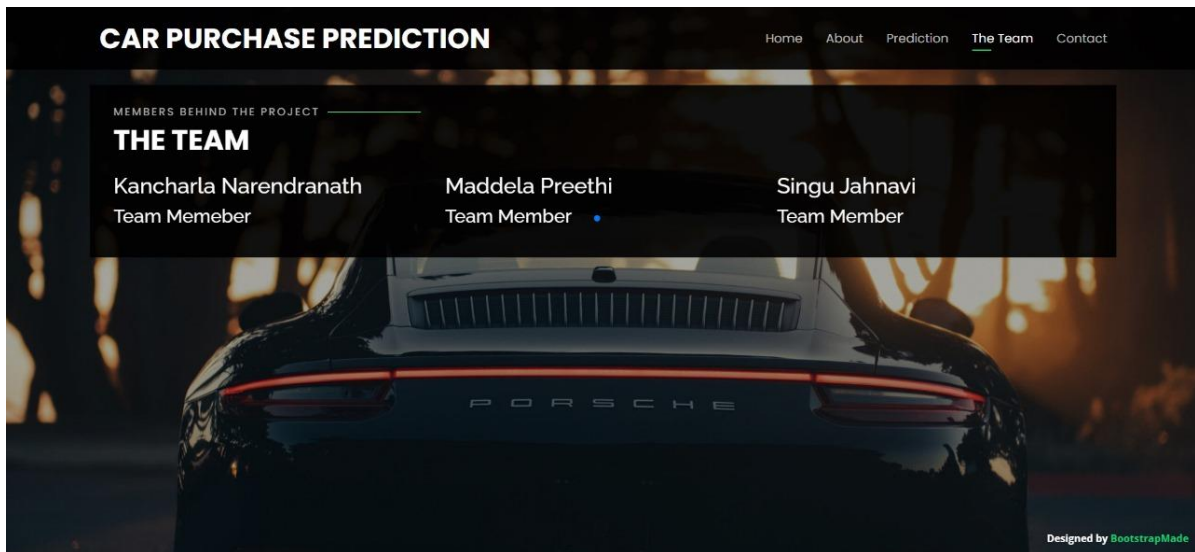 CAR PURCHASE PREDICTION
Home About Prediction The Team Contact
MEMBERS BEHIND THE PROJECT
THE TEAM
Kancharla Narendranath
Team Memeber
Maddela Preethi
Team Member
Singu Jahnavi
Team Member
PORSCHE
Designed by BootstrapMade